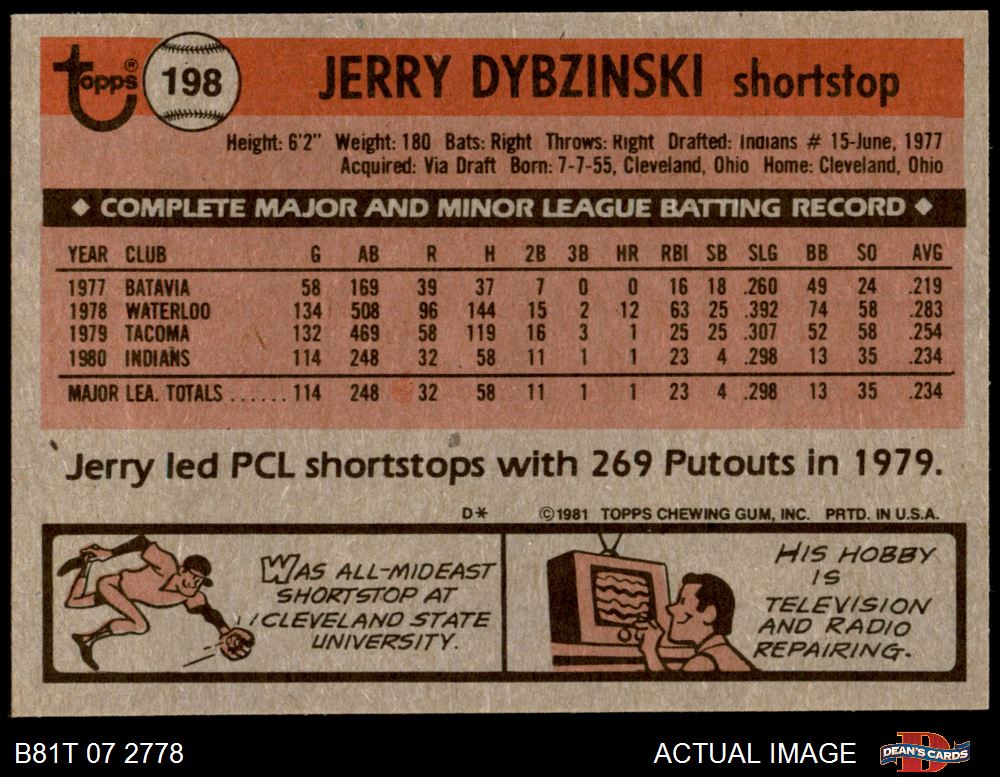 Topps®
198
JERRY DYBZINSKI shortstop
Height: 6'2" Weight: 180 Bats: Right Throws: Right Drafted: Indians # 15-June, 1977
Acquired: Via Draft Born: 7-7-55, Cleveland, Ohio Home: Cleveland, Ohio
◆ COMPLETE MAJOR AND MINOR LEAGUE BATTING RECORD ◆
YEAR CLUB G AB R H 2B 3B HR RBI SB SLG BB SO AVG
1977 BATAVIA 58 169 39 37 7 0 0 16 18 .260 49 24 .219
1978 WATERLOO 134 508 96 144 15 2 12 63 25 .392 74 58 .283
1979 TACOMA 132 469 58 119 16 3 1 25 25 .307 52 58 .254
1980 INDIANS 114 248 32 58 11 1 1 23 4 .298 13 35 .234
MAJOR LEA. TOTALS ...... 114 248 32 58 11 1 1 23 4 .298 13 35 .234
Jerry led PCL shortstops with 269 Putouts in 1979.
D* ©1981 TOPPS CHEWING GUM, INC. PRTD. IN U.S.A.
WAS ALL-MIDEAST
SHORTSTOP AT
CLEVELAND STATE
UNIVERSITY.
HIS HOBBY
IS
TELEVISION
AND RADIO
REPAIRING.
B81T 07 2778
ACTUAL IMAGE
D
DEAN'S CARDS